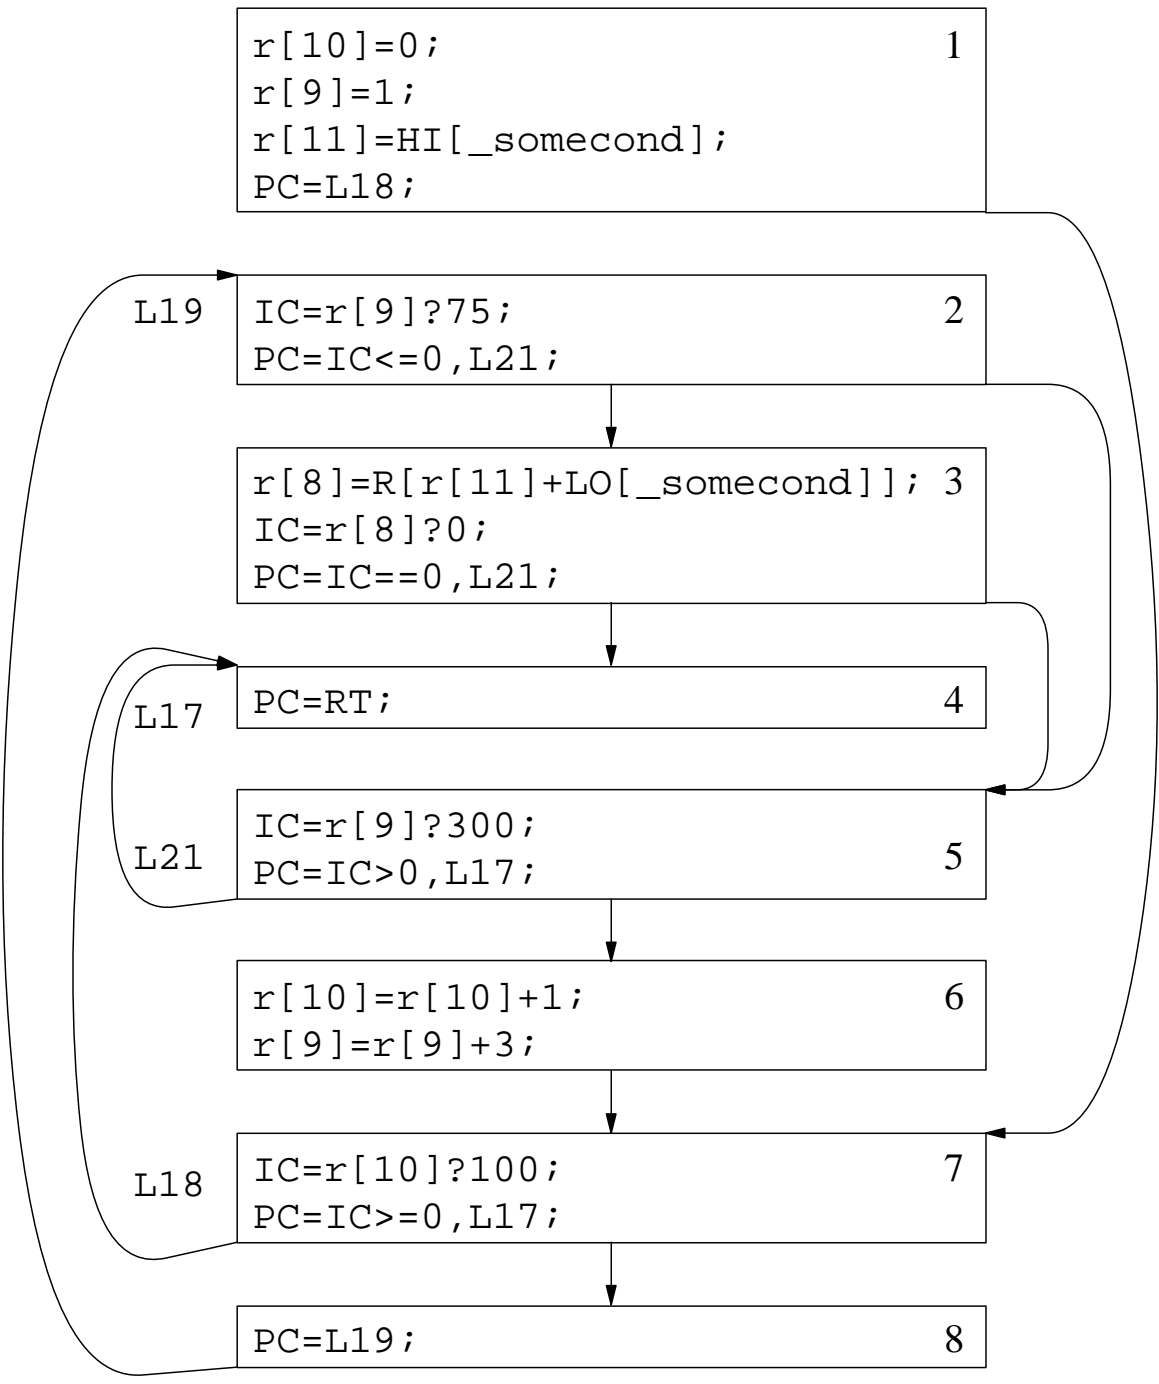 r[10]=0; 1
r[9]=1;
r[11]=HI[_somecond];
PC=L18;
L19 IC=r[9]?75; 2
PC=IC<=0,L21;
r[8]=R[r[11]+LO[_somecond]]; 3
IC=r[8]?0;
PC=IC==0,L21;
L17 PC=RT; 4
IC=r[9]?300;
L21 5
PC=IC>0,L17;
r[10]=r[10]+1; 6
r[9]=r[9]+3;
L18 IC=r[10]?100; 7
PC=IC>=0,L17;
PC=L19; 8